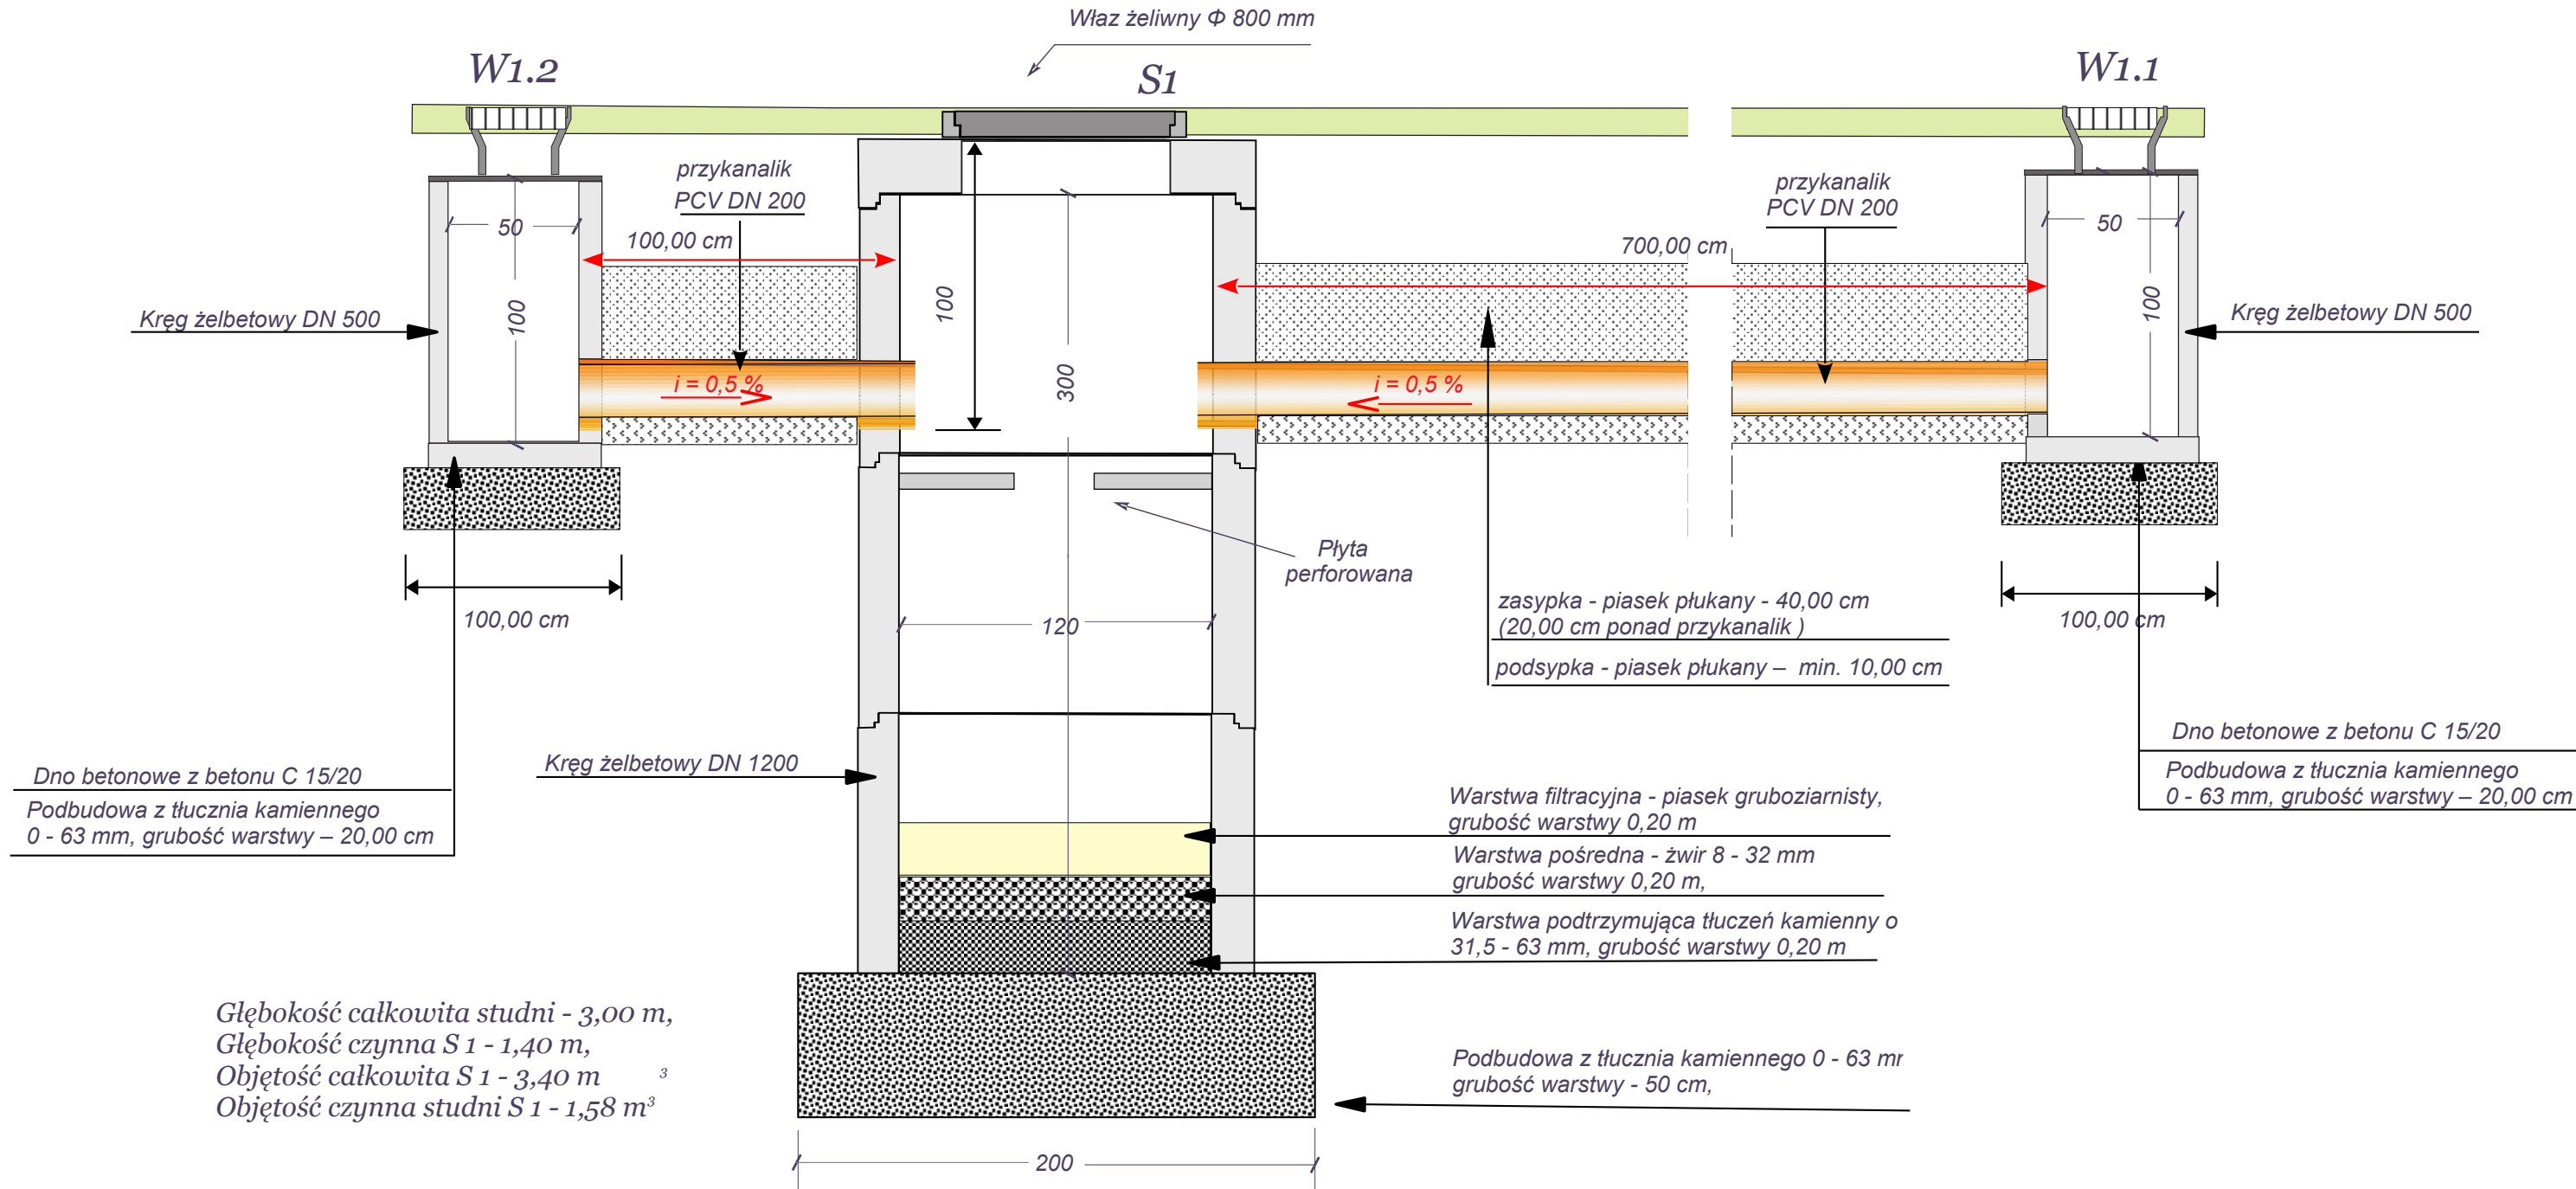 Właz żeliwny Φ 800 mm
W1.2
S1
W1.1
przykanalik
PCV DN 200
100,00 cm
50
100
Kręg żelbetowy DN 500
i = 0,5 %
100
300
przykanalik
PCV DN 200
700,00 cm
50
100
Kręg żelbetowy DN 500
i = 0,5 %
Płyta
perforowana
100,00 cm
120
zasypka - piasek płukany - 40,00 cm
(20,00 cm ponad przykanalik )
podsypka - piasek płukany – min. 10,00 cm
100,00 cm
Dno betonowe z betonu C 15/20
Podbudowa z tłucznia kamiennego
0 - 63 mm, grubość warstwy – 20,00 cm
Kręg żelbetowy DN 1200
Dno betonowe z betonu C 15/20
Podbudowa z tłucznia kamiennego
0 - 63 mm, grubość warstwy – 20,00 cm
Warstwa filtracyjna - piasek gruboziarnisty,
grubość warstwy 0,20 m
Warstwa pośrednia - żwir 8 - 32 mm
grubość warstwy 0,20 m,
Warstwa podtrzymująca tłuczeń kamienny o
31,5 - 63 mm, grubość warstwy 0,20 m
Głębokość całkowita studni - 3,00 m,
Głębokość czynna S 1 - 1,40 m,
Objętość całkowita S 1 - 3,40 m 3
Objętość czynna studni S 1 - 1,58 m³
Podbudowa z tłucznia kamiennego 0 - 63 mr
grubość warstwy - 50 cm,
200